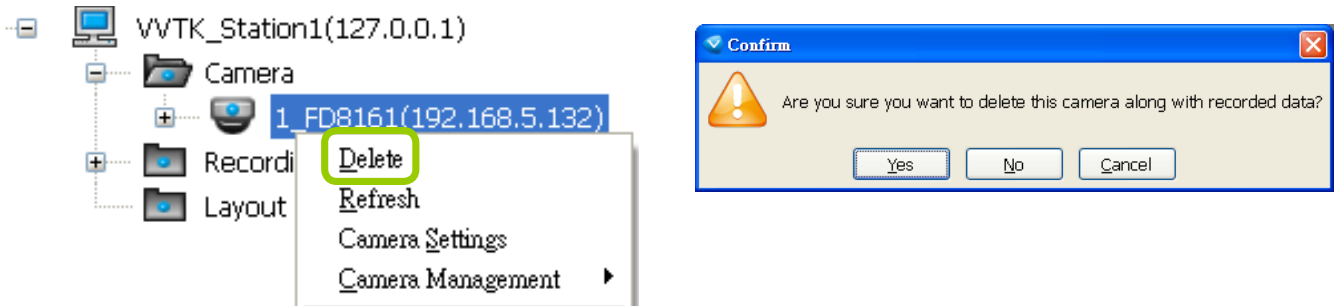 VVTK_Station1(127.0.0.1)
Camera
1_FD8161(192.168.5.132)
Recordi
Layout
Delete
Refresh
Camera Settings
Camera Management
Confirm
Are you sure you want to delete this camera along with recorded data?
Yes No Cancel